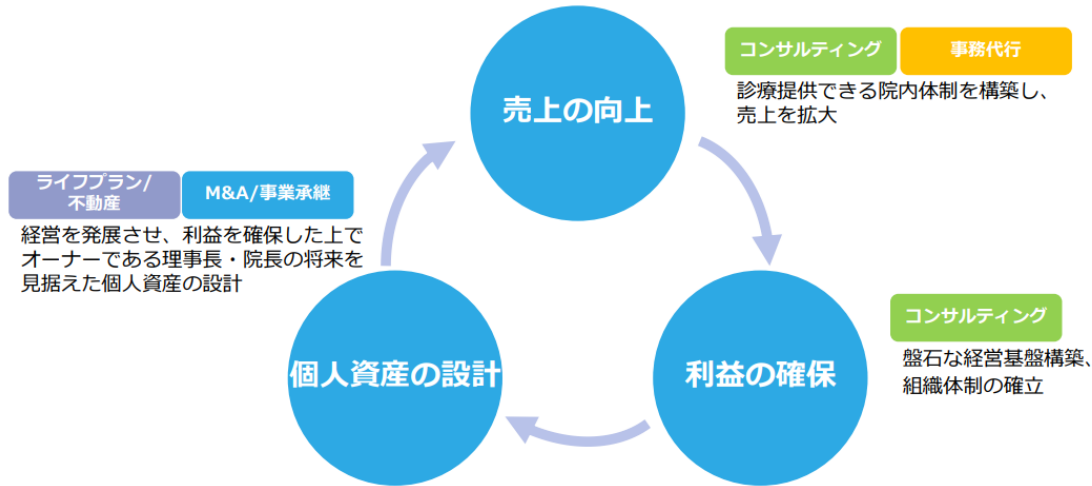 売上の向上
コンサルティング
事務代行
診療提供できる院内体制を構築し、
売上を拡大
ライフプラン/
不動産
M&A/事業承継
経営を発展させ、利益を確保した上で
オーナーである理事長・院長の将来を
見据えた個人資産の設計
個人資産の設計
利益の確保
コンサルティング
盤石な経営基盤構築、
組織体制の確立